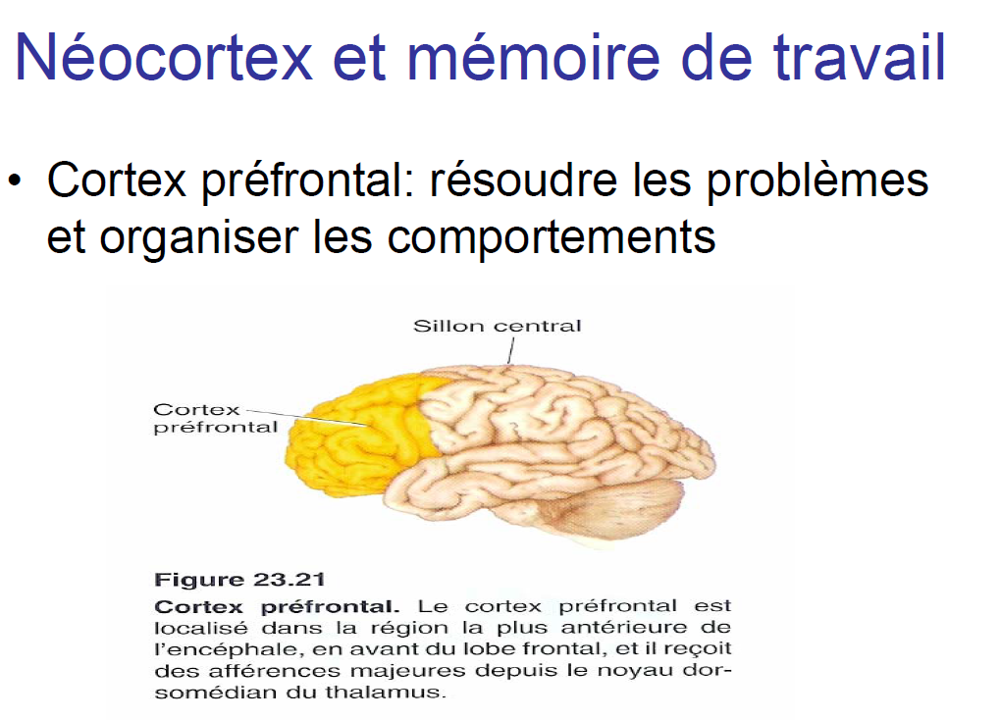 Néocortex et mémoire de travail
• Cortex préfrontal: résoudre les problèmes
et organiser les comportements
Sillon central
Cortex
préfrontal
Figure 23.21
Cortex préfrontal. Le cortex préfrontal est
localisé dans la région la plus antérieure de
l'encéphale, en avant du lobe frontal, et il reçoit
des afférences majeures depuis le noyau dor-
somédian du thalamus.